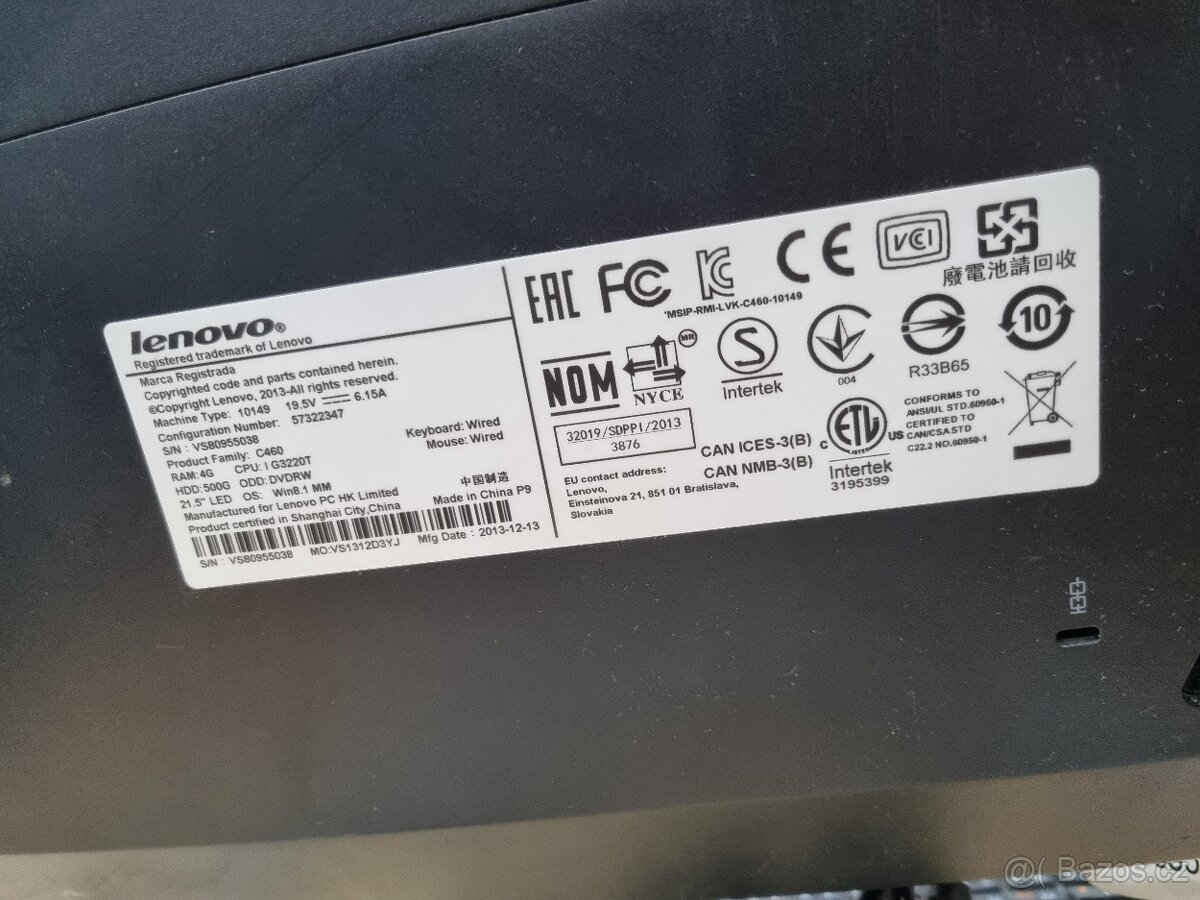 lenovo®
Registered trademark of Lenovo
Marca Registrada
Copyrighted code and parts contained herein.
©Copyright Lenovo, 2013-All rights reserved.
Machine Type: 10149 19.5V 6.15A
Configuration Number: 57322347
S/N : VS80955038
Keyboard: Wired
Product Family: C460
Mouse: Wired
RAM: 4G CPU: I G3220T
HDD: 500G ODD: DVDRW
21.5" LED OS: Win8.1 MM
中国制造
Manufactured for Lenovo PC HK Limited
Made in China P9
Product certified in Shanghai City,China
S/N : VS80955038 MO:VS1312D3YJ Mfg Date : 2013-12-13
EAC FC CE VCCI
廢電池請回收
*MSIP-RMI-LVK-C460-10149
NOM
NYCE
MR
S
Intertek
004
R33B65
10
32019/SDPPI/2013
3876
CAN ICES-3(B)
CAN NMB-3(B)
C ETL US
Intertek
3195399
CONFORMS TO
ANSI/UL STD.60950-1
CERTIFIED TO
CAN/CSA STD
C22.2 NO.60950-1
EU contact address:
Lenovo,
Einsteinova 21, 851 01 Bratislava,
Slovakia
Bazos.cz